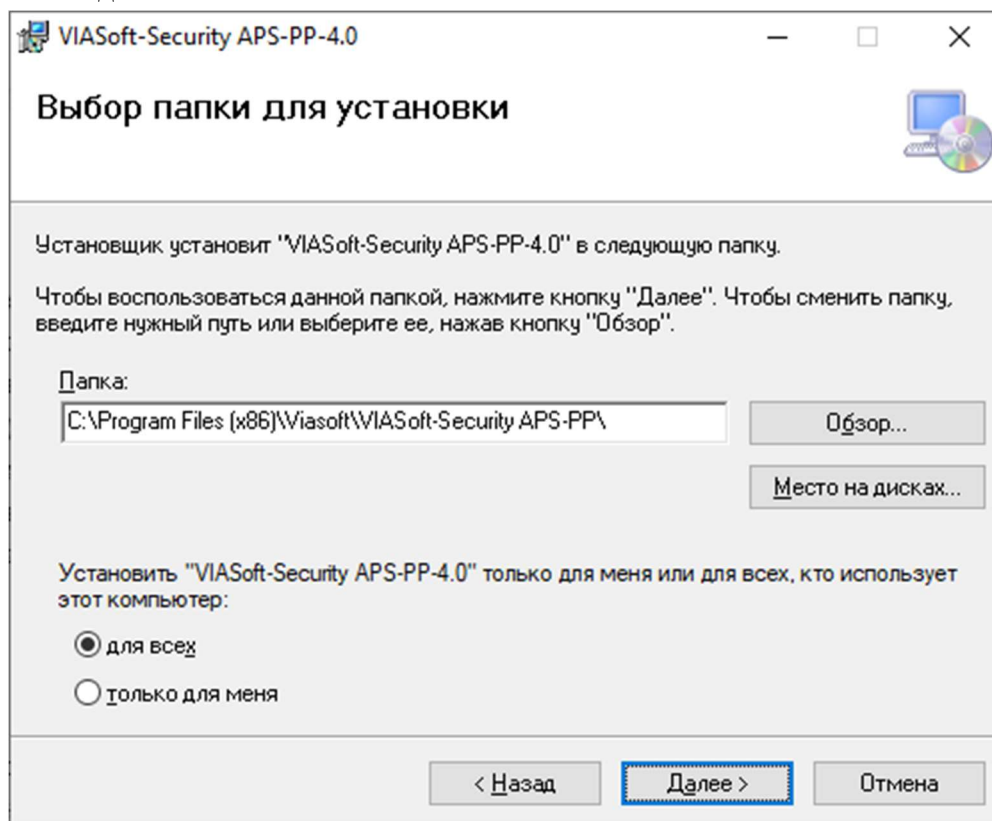 VIASoft-Security APS-PP-4.0
Выбор папки для установки
Установщик установит "VIASoft-Security APS-PP-4.0" в следующую папку.
Чтобы воспользоваться данной папкой, нажмите кнопку "Далее". Чтобы сменить папку,
введите нужный путь или выберите ее, нажав кнопку "Обзор".
Папка:
C:\Program Files (x86)\Viasoft\VIASoft-Security APS-PP\
Обзор...
Место на дисках...
Установить "VIASoft-Security APS-PP-4.0" только для меня или для всех, кто использует
этот компьютер:
для всех
только для меня
< Назад
Далее >
Отмена